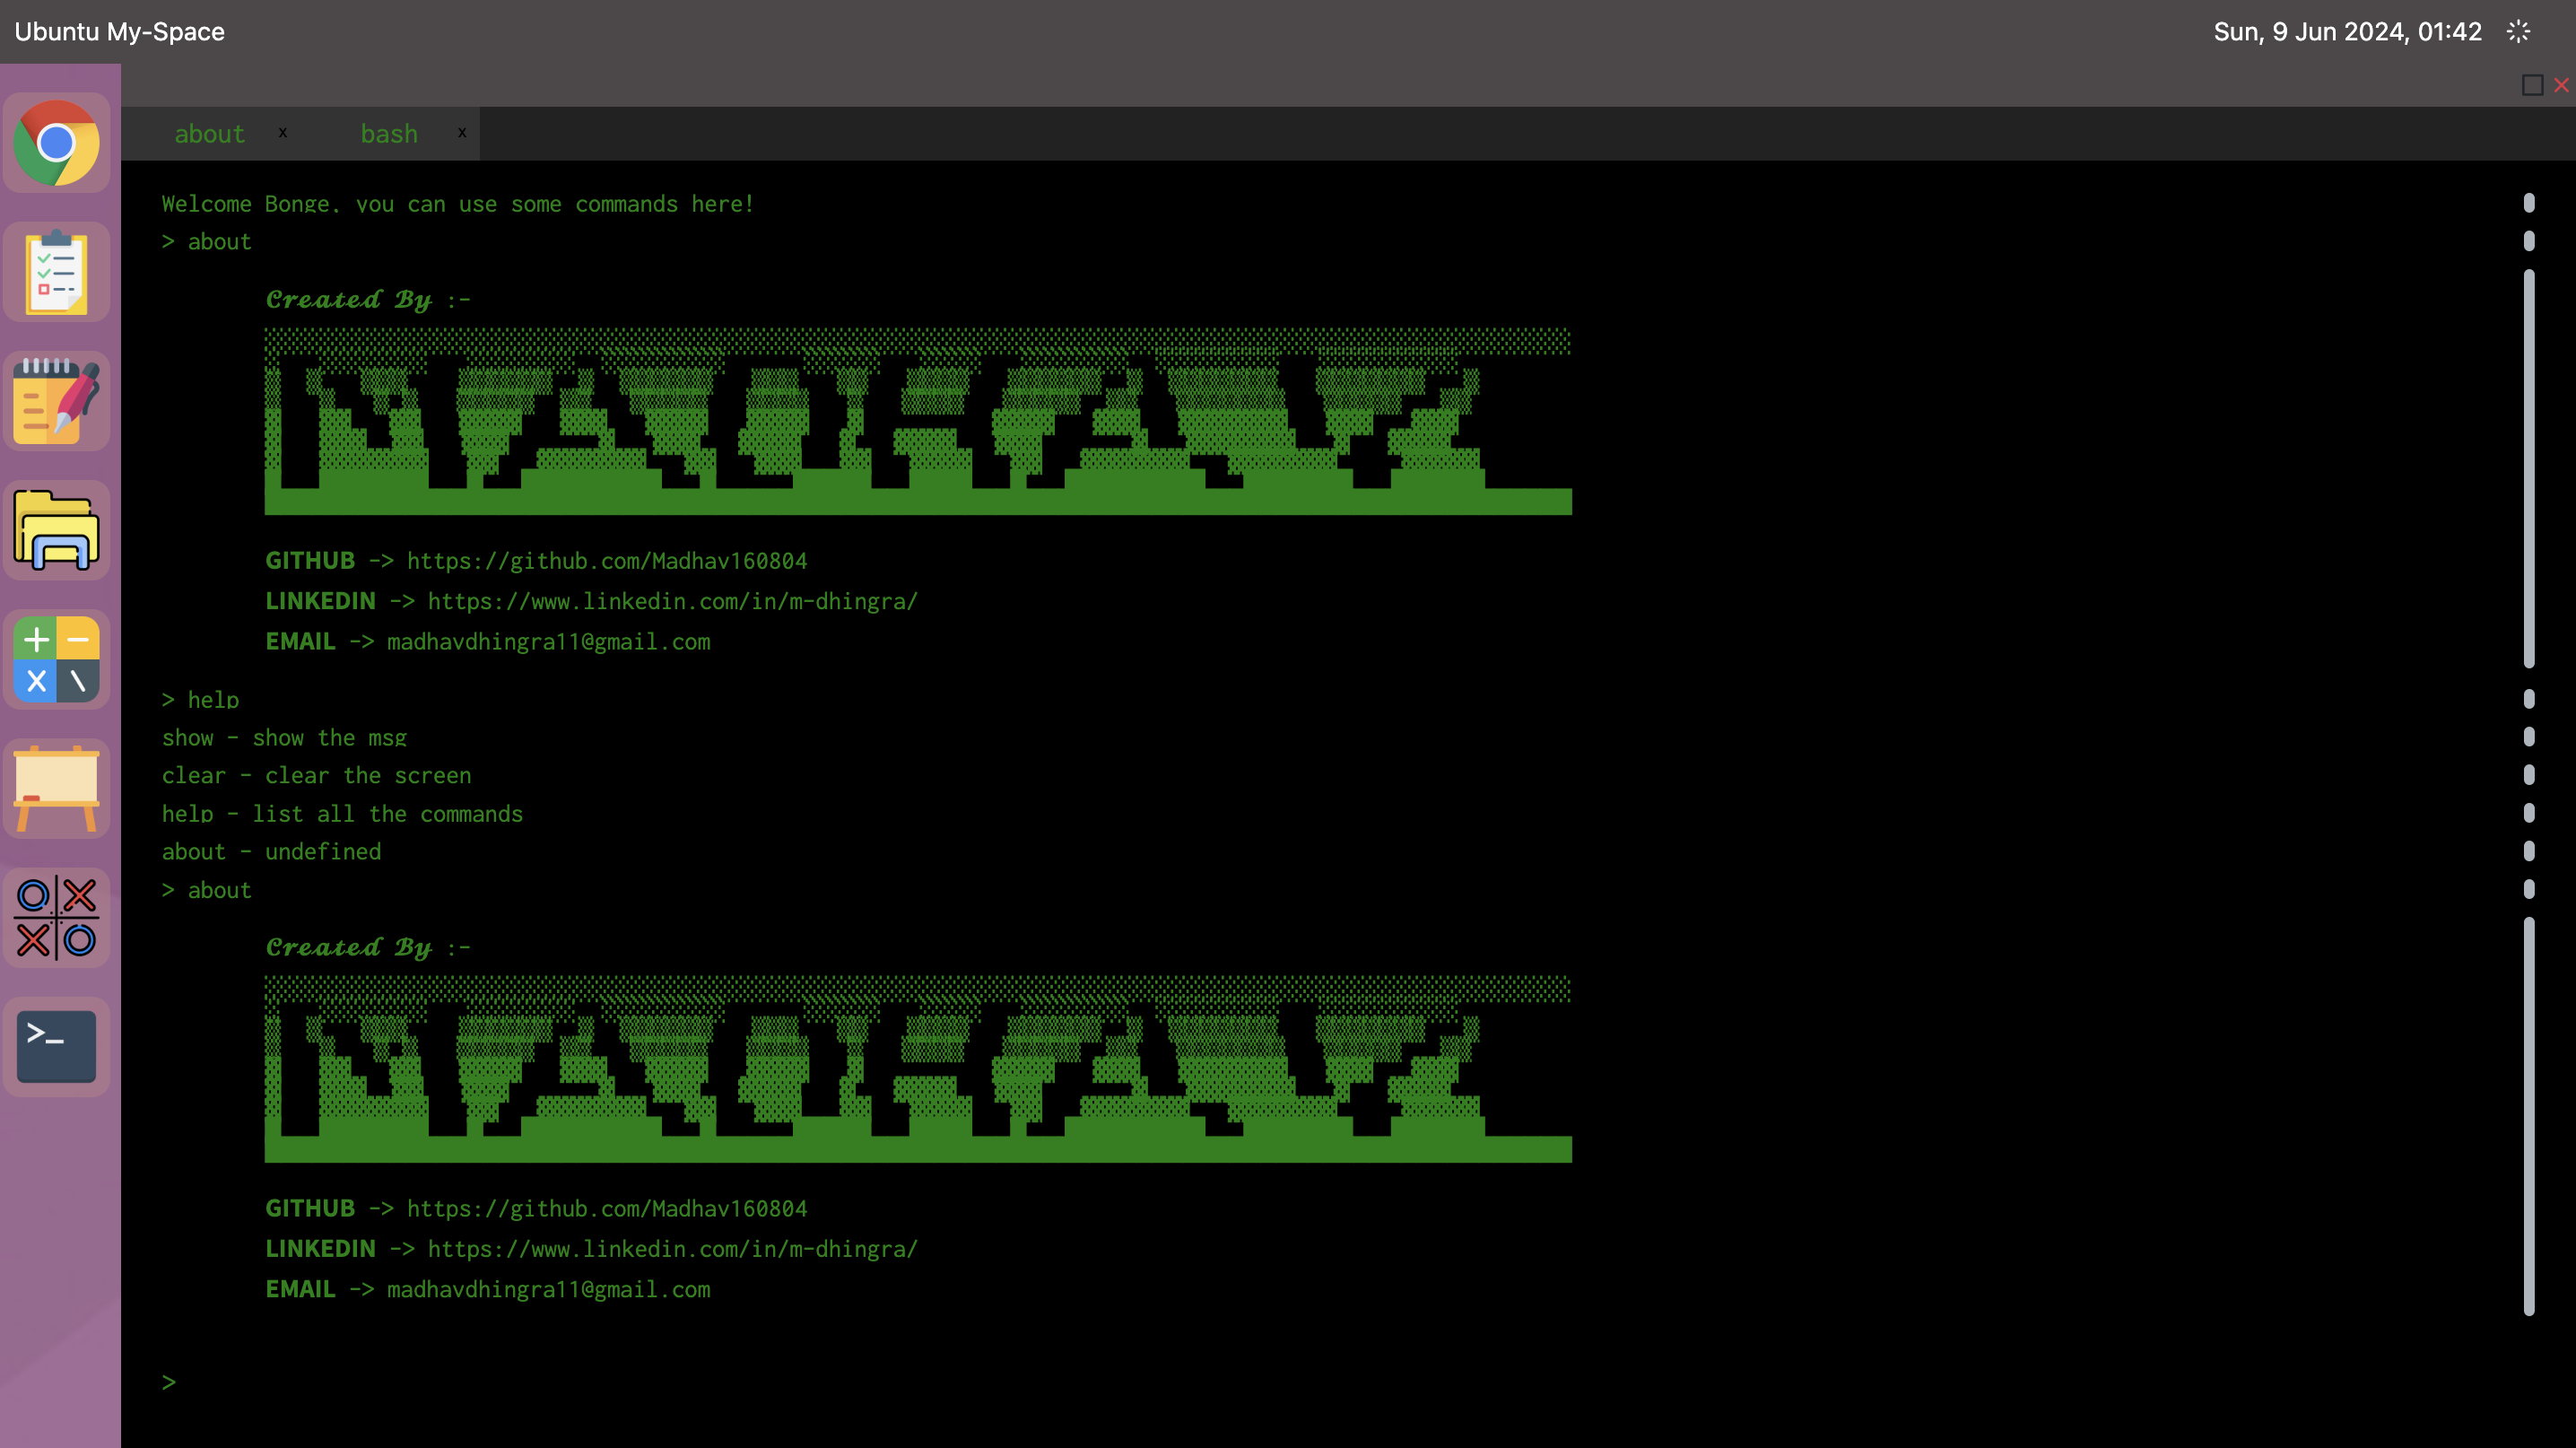 Ubuntu My-Space
Sun, 9 Jun 2024, 01:42
about x bash x
Welcome Bonge, you can use some commands here!
> about
𝓒𝓻𝓮𝓪𝓽𝓮𝓭 𝓑𝔂 :-
GITHUB -> https://github.com/Madhav160804
LINKEDIN -> https://www.linkedin.com/in/m-dhingra/
EMAIL -> madhavdhingra11@gmail.com
> help
show - show the msg
clear - clear the screen
help - list all the commands
about - undefined
> about
𝓒𝓻𝓮𝓪𝓽𝓮𝓭 𝓑𝔂 :-
GITHUB -> https://github.com/Madhav160804
LINKEDIN -> https://www.linkedin.com/in/m-dhingra/
EMAIL -> madhavdhingra11@gmail.com
>